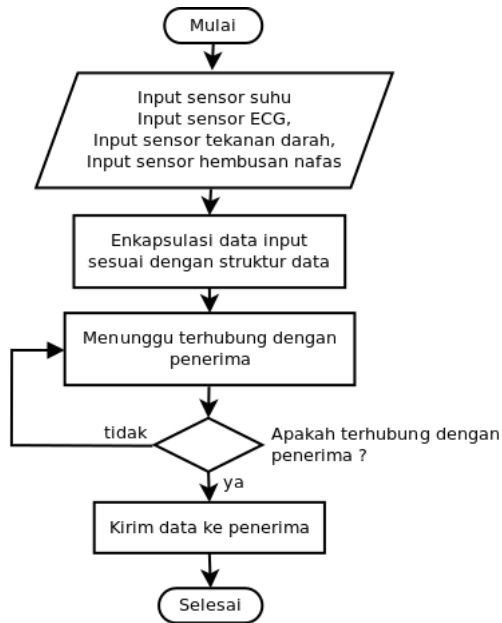 Mulai
Input sensor suhu
Input sensor ECG,
Input sensor tekanan darah,
Input sensor hembusan nafas
Enkapsulasi data input
sesuai dengan struktur data
Menunggu terhubung dengan
penerima
tidak
Apakah terhubung dengan
penerima ?
ya
Kirim data ke penerima
Selesai